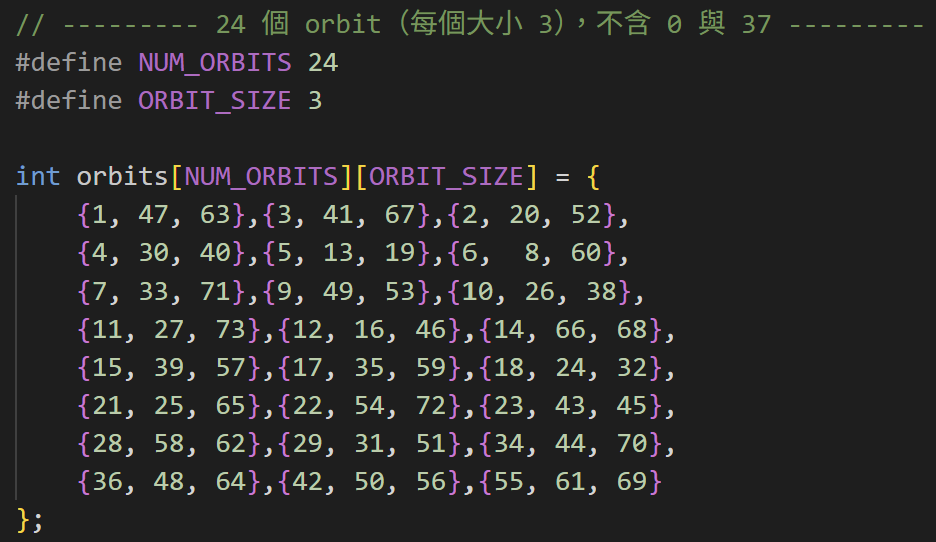 // --------- 24 個 orbit（每個大小 3），不含 0 與 37 ---------
#define NUM_ORBITS 24
#define ORBIT_SIZE 3
int orbits[NUM_ORBITS][ORBIT_SIZE] = {
{1, 47, 63},{3, 41, 67},{2, 20, 52},
{4, 30, 40},{5, 13, 19},{6,  8, 60},
{7, 33, 71},{9, 49, 53},{10, 26, 38},
{11, 27, 73},{12, 16, 46},{14, 66, 68},
{15, 39, 57},{17, 35, 59},{18, 24, 32},
{21, 25, 65},{22, 54, 72},{23, 43, 45},
{28, 58, 62},{29, 31, 51},{34, 44, 70},
{36, 48, 64},{42, 50, 56},{55, 61, 69}
};